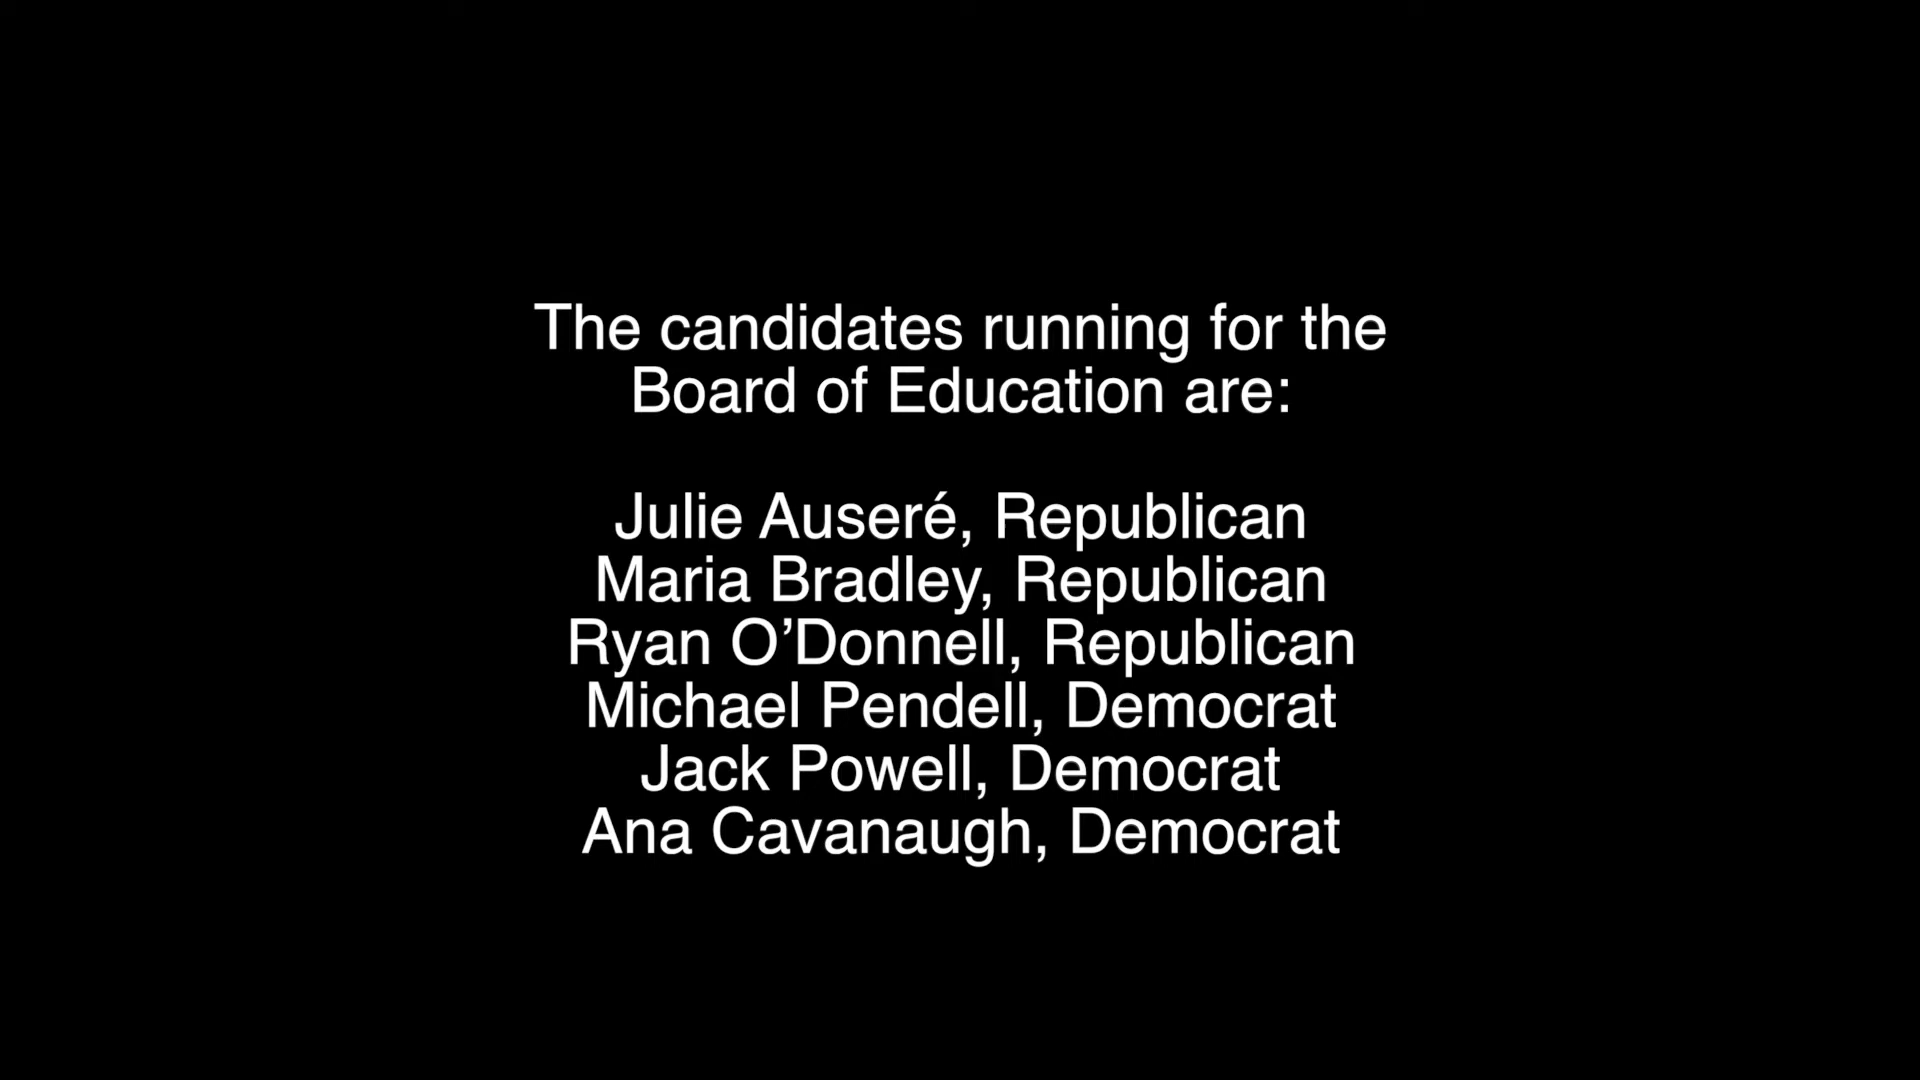 The candidates running for the
Board of Education are:
Julie Auseré, Republican
Maria Bradley, Republican
Ryan O’Donnell, Republican
Michael Pendell, Democrat
Jack Powell, Democrat
Ana Cavanaugh, Democrat